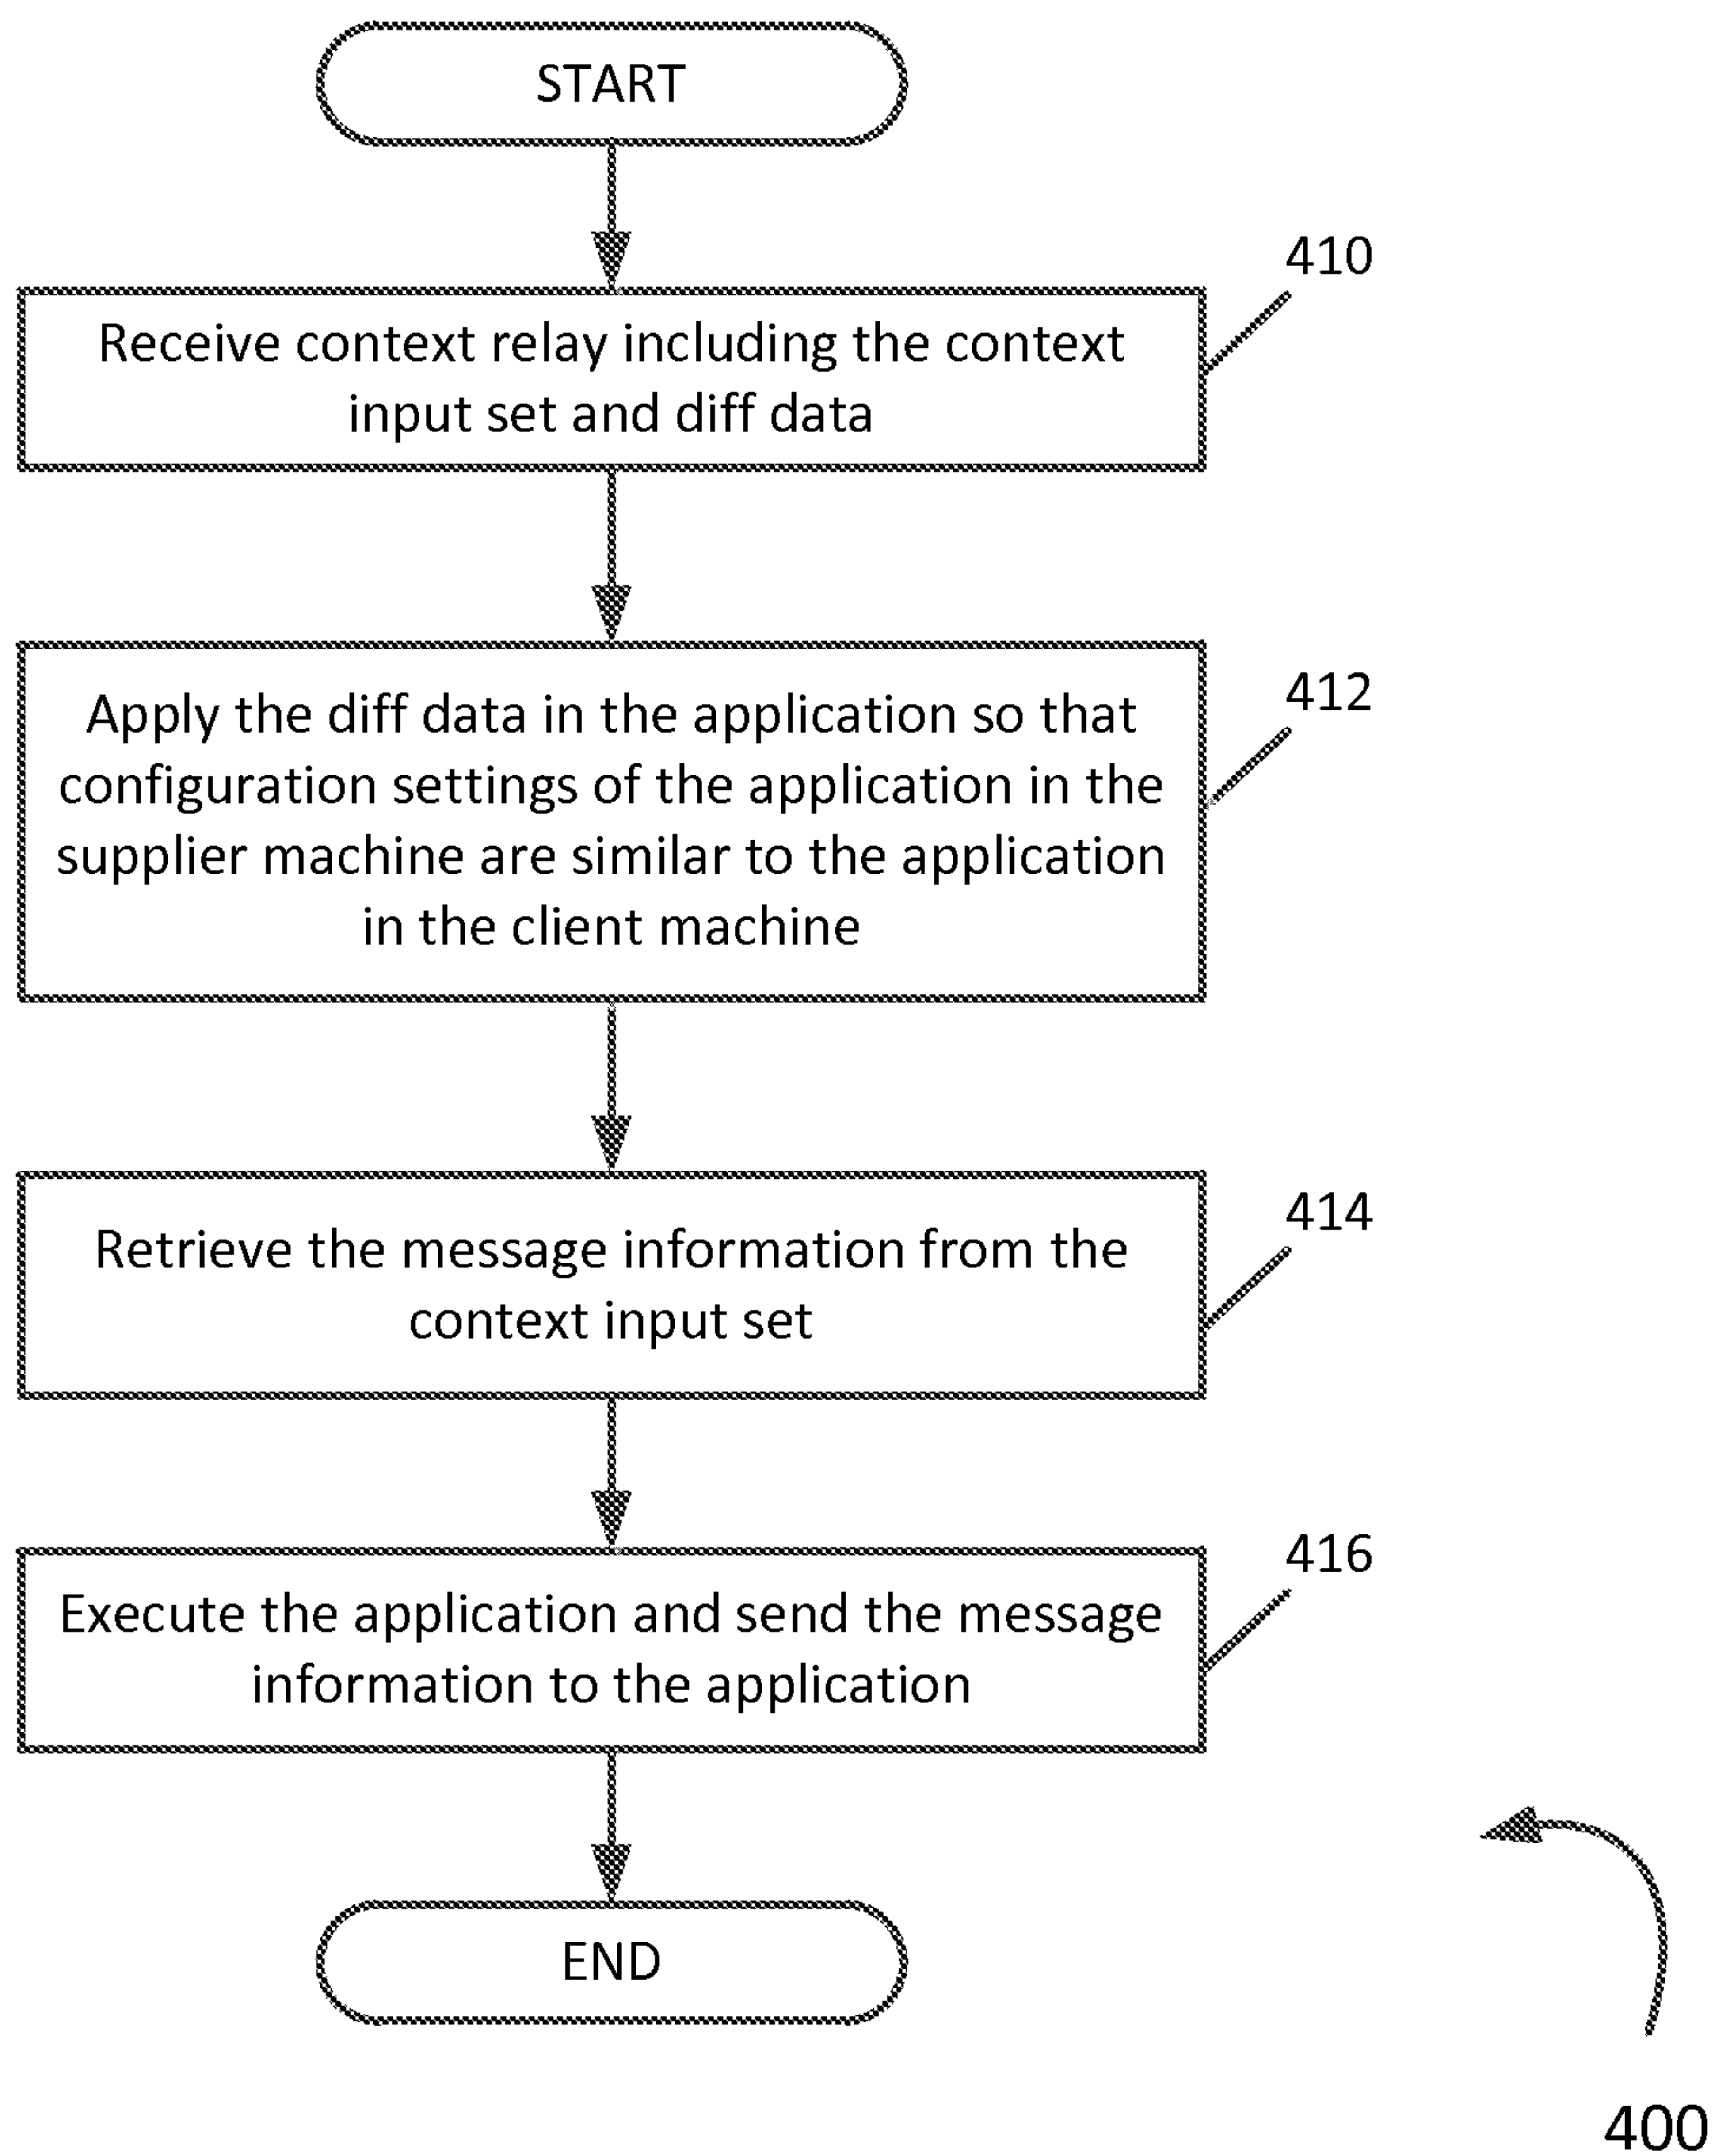 START
410
Receive context relay including the context
input set and diff data
412
Apply the diff data in the application so that
configuration settings of the application in the
supplier machine are similar to the application
in the client machine
414
Retrieve the message information from the
context input set
416
Execute the application and send the message
information to the application
END
400